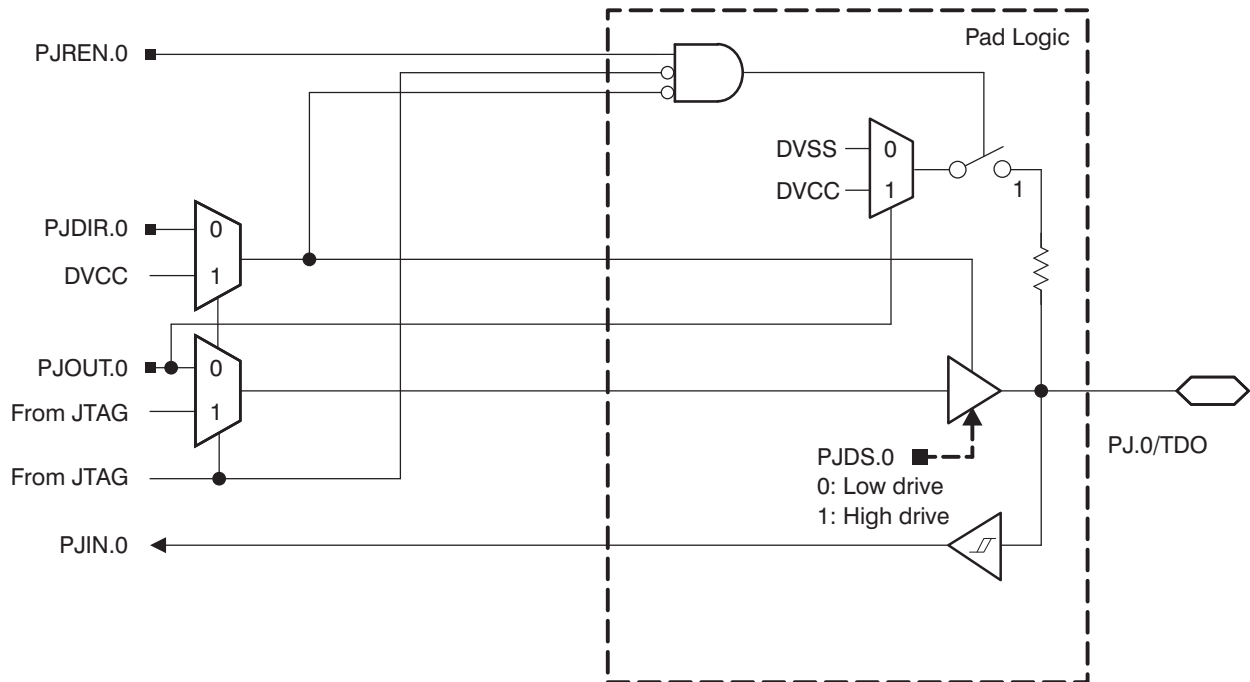 Pad Logic
PJREN.0
DVSS
0
DVCC
1
1
PJDIR.0
0
DVCC
1
PJOUT.0
0
From JTAG
1
From JTAG
PJDS.0
0: Low drive
1: High drive
PJ.0/TDO
PJIN.0